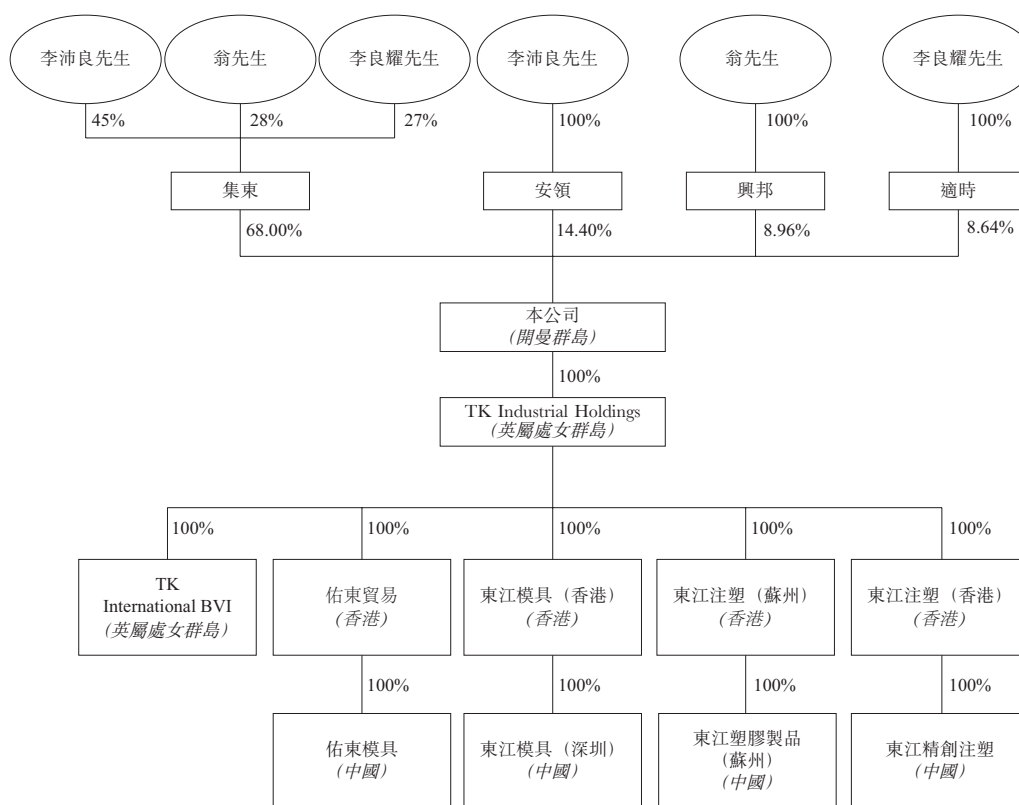 李沛良先生
翁先生
李良耀先生
李沛良先生
翁先生
李良耀先生
45%
28%
27%
100%
100%
100%
集東
安領
興邦
適時
68.00%
14.40%
8.96%
8.64%
本公司
(開曼群島)
100%
TK Industrial Holdings
(英屬處女群島)
100%
100%
100%
100%
100%
TK
International BVI
(英屬處女群島)
佑東貿易
(香港)
東江模具(香港)
(香港)
東江注塑(蘇州)
(香港)
東江注塑(香港)
(香港)
100%
100%
100%
100%
佑東模具
(中國)
東江模具(深圳)
(中國)
東江塑膠製品
(蘇州)
(中國)
東江精創注塑
(中國)